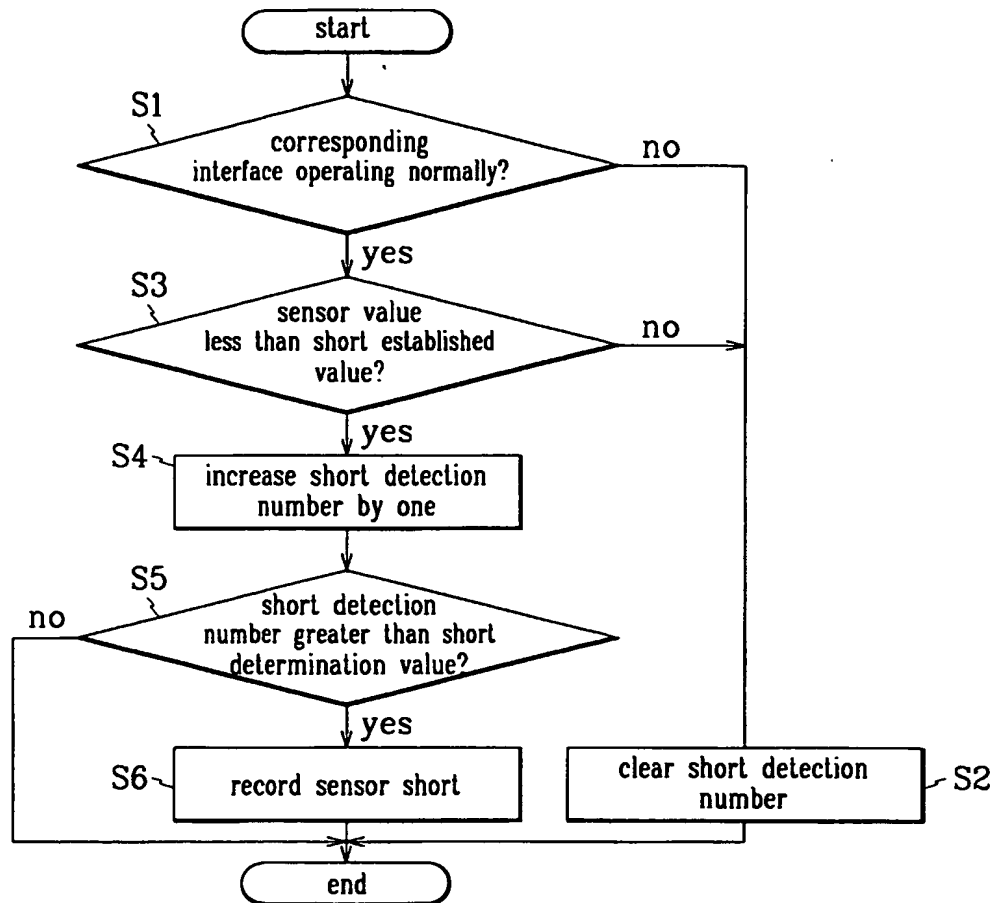 start
S1
corresponding
interface operating normally?
no
yes
S3
sensor value
less than short established
value?
no
yes
S4
increase short detection
number by one
S5
short detection
number greater than short
determination value?
no
yes
S6
record sensor short
clear short detection
number
S2
end